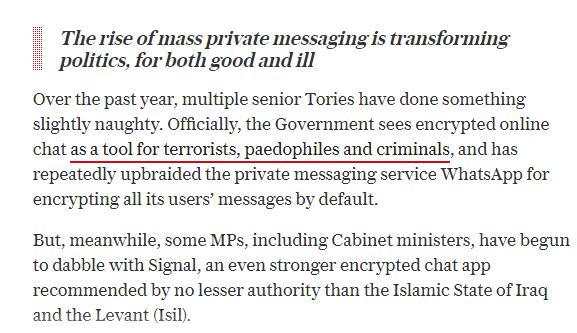 The rise of mass private messaging is transforming
politics, for both good and ill
Over the past year, multiple senior Tories have done something
slightly naughty. Officially, the Government sees encrypted online
chat as a tool for terrorists, paedophiles and criminals, and has
repeatedly upbraided the private messaging service WhatsApp for
encrypting all its users’ messages by default.
But, meanwhile, some MPs, including Cabinet ministers, have begun
to dabble with Signal, an even stronger encrypted chat app
recommended by no lesser authority than the Islamic State of Iraq
and the Levant (Isil).